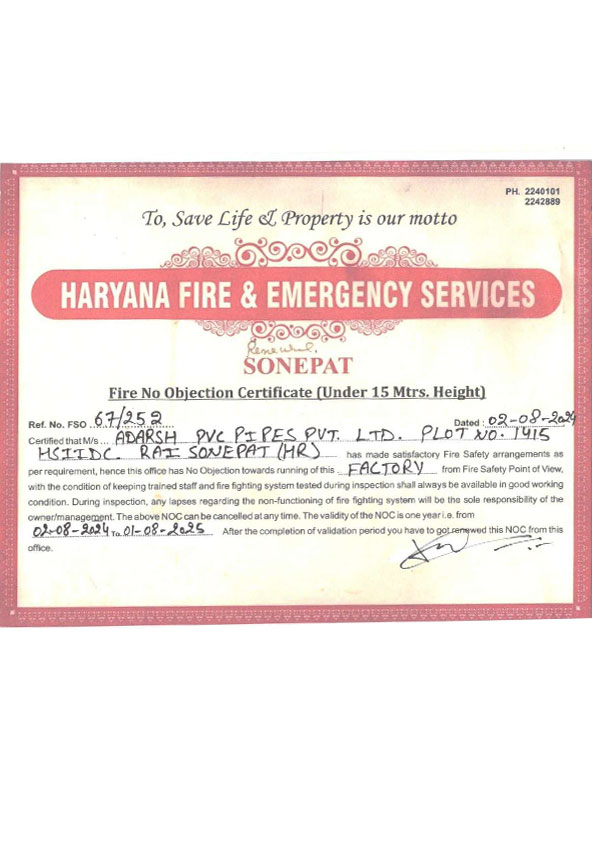 PH. 2240101
2242889
To, Save Life & Property is our motto
HARYANA FIRE & EMERGENCY SERVICES
Renewal.
SONEPAT
Fire No Objection Certificate (Under 15 Mtrs. Height)
Ref. No. FSO 67/252 Dated : 02-08-2024
Certified that M/s ... ADARSH PVC PIPES PVT. LTD. PLOT NO. 1415
HSIIDC. RAI SONEPAT (HR) has made satisfactory Fire Safety arrangements as
per requirement, hence this office has No Objection towards running of this FACTORY from Fire Safety Point of View,
with the condition of keeping trained staff and fire fighting system tested during inspection shall always be available in good working
condition. During inspection, any lapses regarding the non-functioning of fire fighting system will be the sole responsibility of the
owner/management. The above NOC can be cancelled at any time. The validity of the NOC is one year i.e. from
02-08-2024 To 01-08-2025 After the completion of validation period you have to got renewed this NOC from this
office.